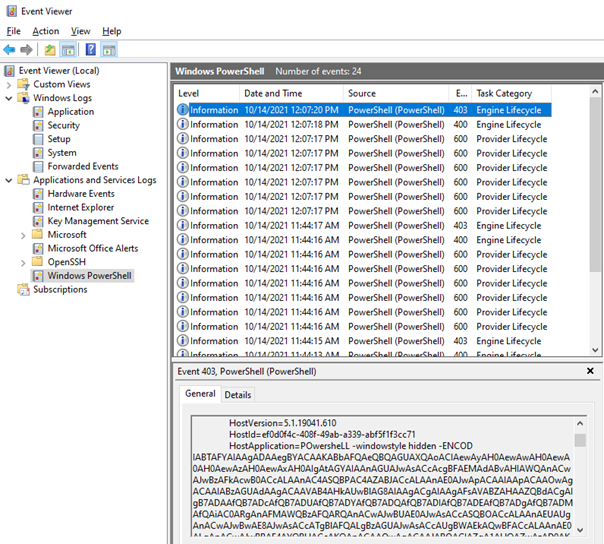 Event Viewer
File Action View Help
Event Viewer (Local)
Custom Views
Windows Logs
Application
Security
Setup
System
Forwarded Events
Applications and Services Logs
Hardware Events
Internet Explorer
Key Management Service
Microsoft
Microsoft Office Alerts
OpenSSH
Windows PowerShell
Subscriptions
Windows PowerShell Number of events: 24
Level Date and Time Source E... Task Category
Information 10/14/2021 12:07:20 PM PowerShell (PowerShell) 403 Engine Lifecycle
Information 10/14/2021 12:07:18 PM PowerShell (PowerShell) 400 Engine Lifecycle
Information 10/14/2021 12:07:17 PM PowerShell (PowerShell) 600 Provider Lifecycle
Information 10/14/2021 12:07:17 PM PowerShell (PowerShell) 600 Provider Lifecycle
Information 10/14/2021 12:07:17 PM PowerShell (PowerShell) 600 Provider Lifecycle
Information 10/14/2021 12:07:17 PM PowerShell (PowerShell) 600 Provider Lifecycle
Information 10/14/2021 12:07:17 PM PowerShell (PowerShell) 600 Provider Lifecycle
Information 10/14/2021 12:07:17 PM PowerShell (PowerShell) 600 Provider Lifecycle
Information 10/14/2021 11:44:17 AM PowerShell (PowerShell) 403 Engine Lifecycle
Information 10/14/2021 11:44:16 AM PowerShell (PowerShell) 400 Engine Lifecycle
Information 10/14/2021 11:44:16 AM PowerShell (PowerShell) 600 Provider Lifecycle
Information 10/14/2021 11:44:16 AM PowerShell (PowerShell) 600 Provider Lifecycle
Information 10/14/2021 11:44:16 AM PowerShell (PowerShell) 600 Provider Lifecycle
Information 10/14/2021 11:44:16 AM PowerShell (PowerShell) 600 Provider Lifecycle
Information 10/14/2021 11:44:16 AM PowerShell (PowerShell) 600 Provider Lifecycle
Information 10/14/2021 11:44:16 AM PowerShell (PowerShell) 600 Provider Lifecycle
Information 10/14/2021 11:44:15 AM PowerShell (PowerShell) 403 Engine Lifecycle
Information 10/14/2021 11:44:13 AM PowerShell (PowerShell) 400 Engine Lifecycle
Event 403, PowerShell (PowerShell)
General Details
HostVersion=5.1.19041.610
HostId=ef0d0f4c-408f-49ab-a339-abf5f1f3cc71
HostApplication=POwersheLL -windowstyle hidden -ENCOD